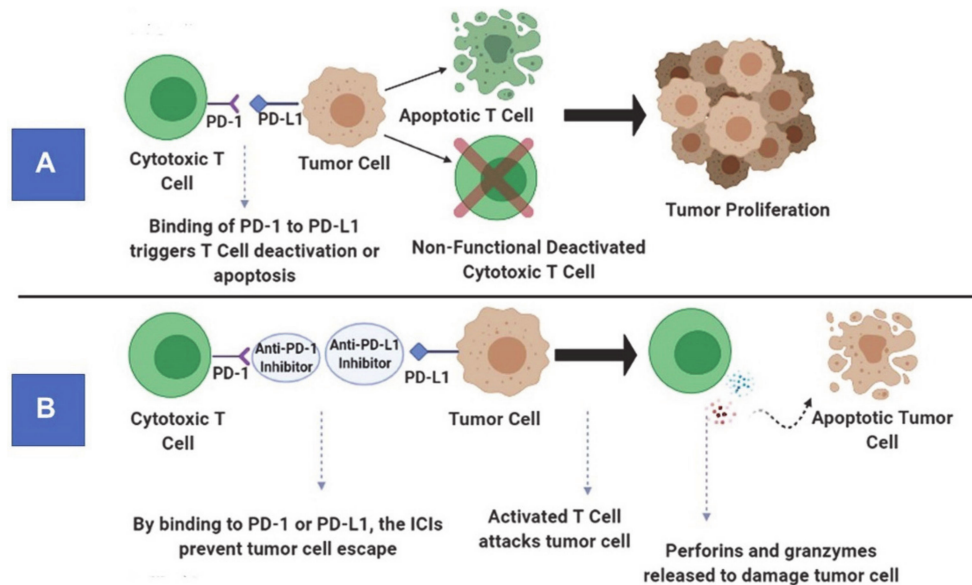 A
PD-1
PD-L1
Cytotoxic T
Cell
Tumor Cell
Apoptotic T Cell
Binding of PD-1 to PD-L1
triggers T Cell deactivation or
apoptosis
Non-Functional Deactivated
Cytotoxic T Cell
Tumor Proliferation
B
PD-1
Anti-PD-1
Inhibitor
Anti-PD-L1
Inhibitor
PD-L1
Cytotoxic T
Cell
Tumor Cell
Apoptotic Tumor
Cell
By binding to PD-1 or PD-L1, the ICIs
prevent tumor cell escape
Activated T Cell
attacks tumor cell
Perforins and granzymes
released to damage tumor cell